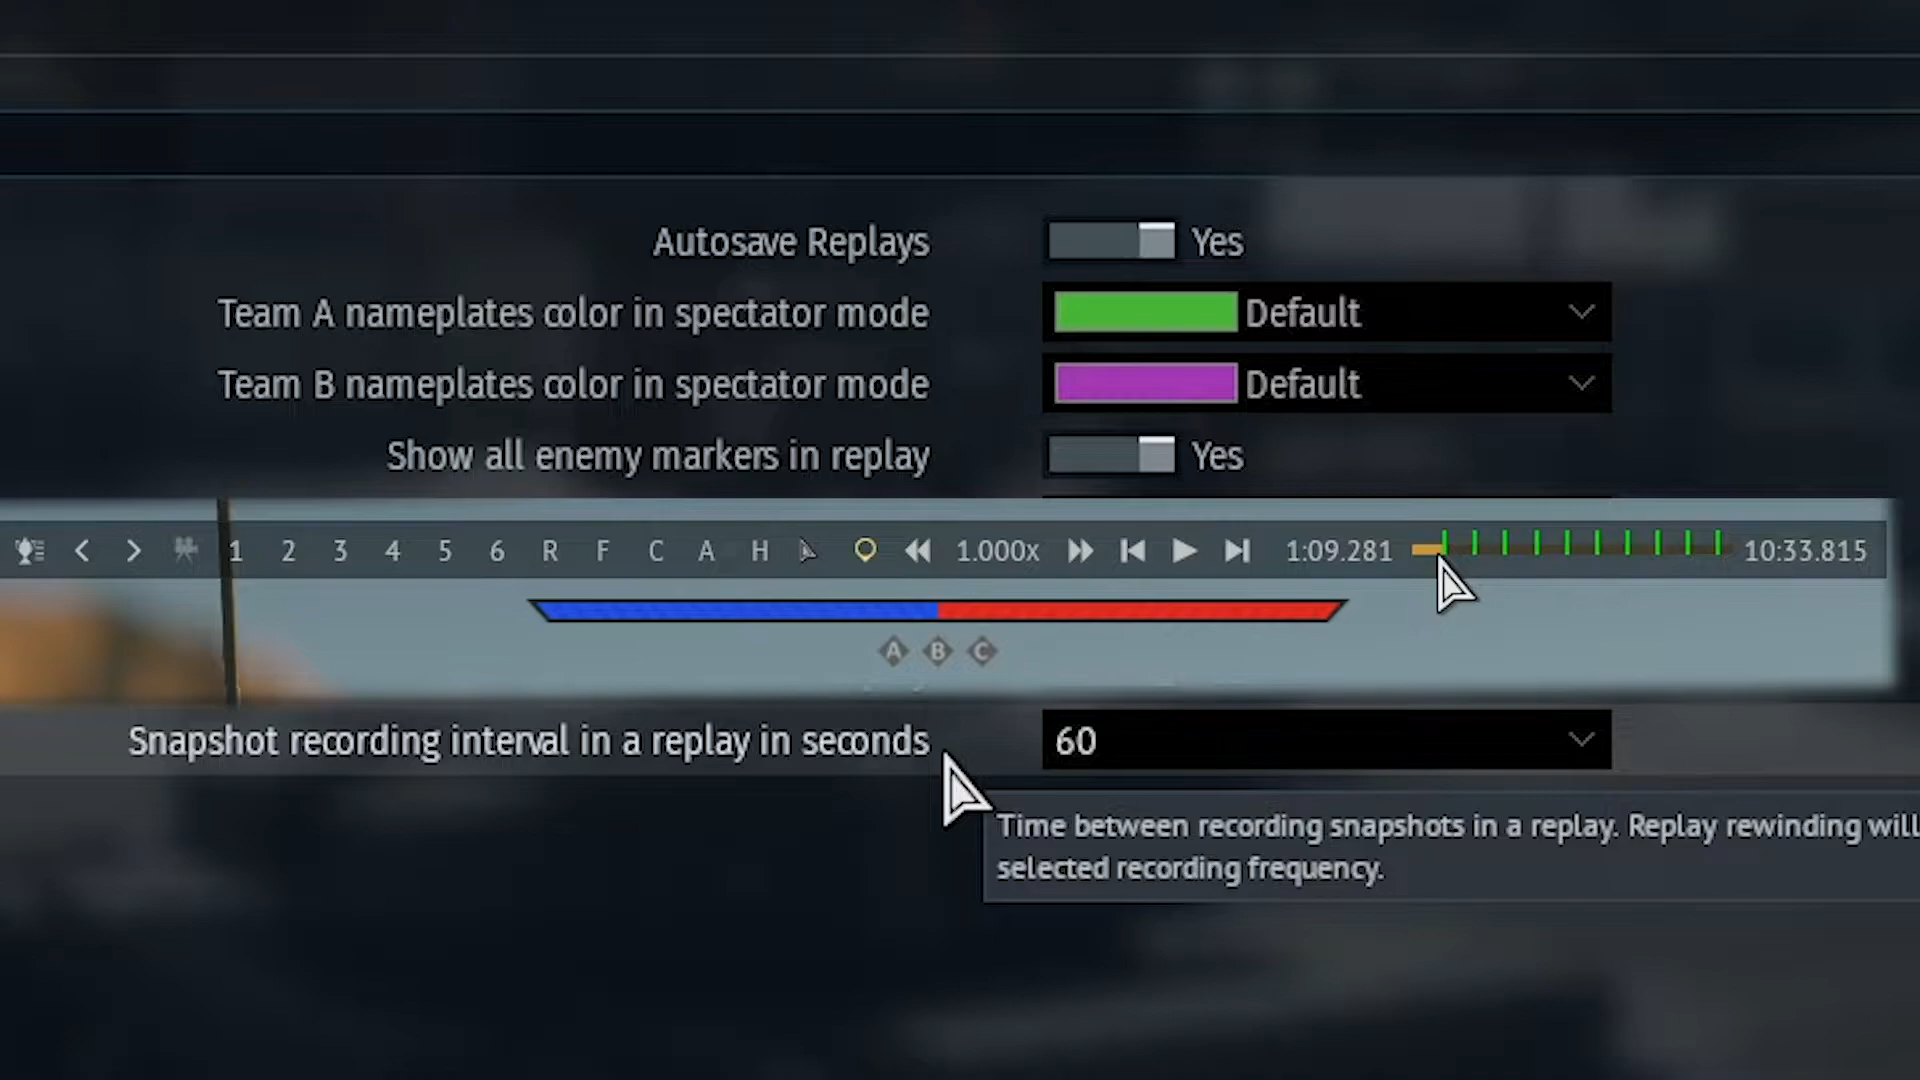 Autosave Replays Yes
Team A nameplates color in spectator mode Default
Team B nameplates color in spectator mode Default
Show all enemy markers in replay Yes
1 2 3 4 5 6 R F C A H 1.000x 1:09.281 10:33.815
A B C
Snapshot recording interval in a replay in seconds 60
Time between recording snapshots in a replay. Replay rewinding will
selected recording frequency.